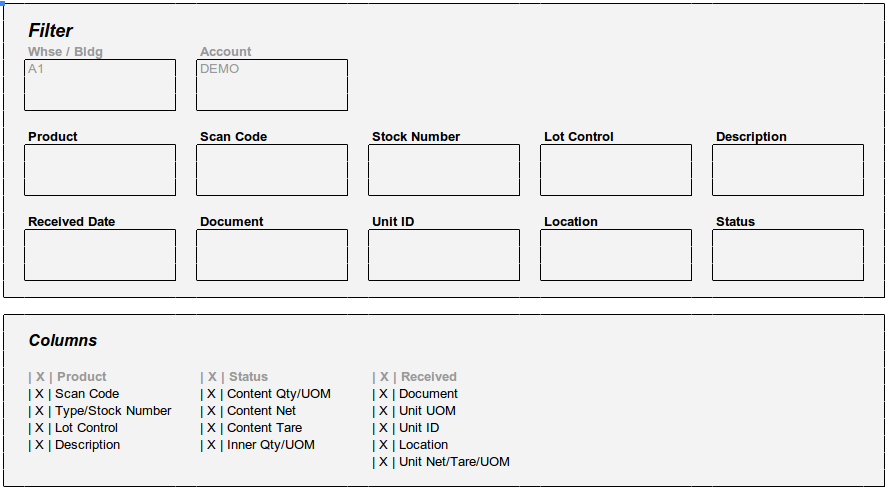 Filter
Whse / Bldg Account
A1 DEMO
Product Scan Code Stock Number Lot Control Description
Received Date Document Unit ID Location Status
Columns
| X | Product | X | Status | X | Received
| X | Scan Code | X | Content Qty/UOM | X | Document
| X | Type/Stock Number | X | Content Net | X | Unit UOM
| X | Lot Control | X | Content Tare | X | Unit ID
| X | Description | X | Inner Qty/UOM | X | Location
| X | Unit Net/Tare/UOM